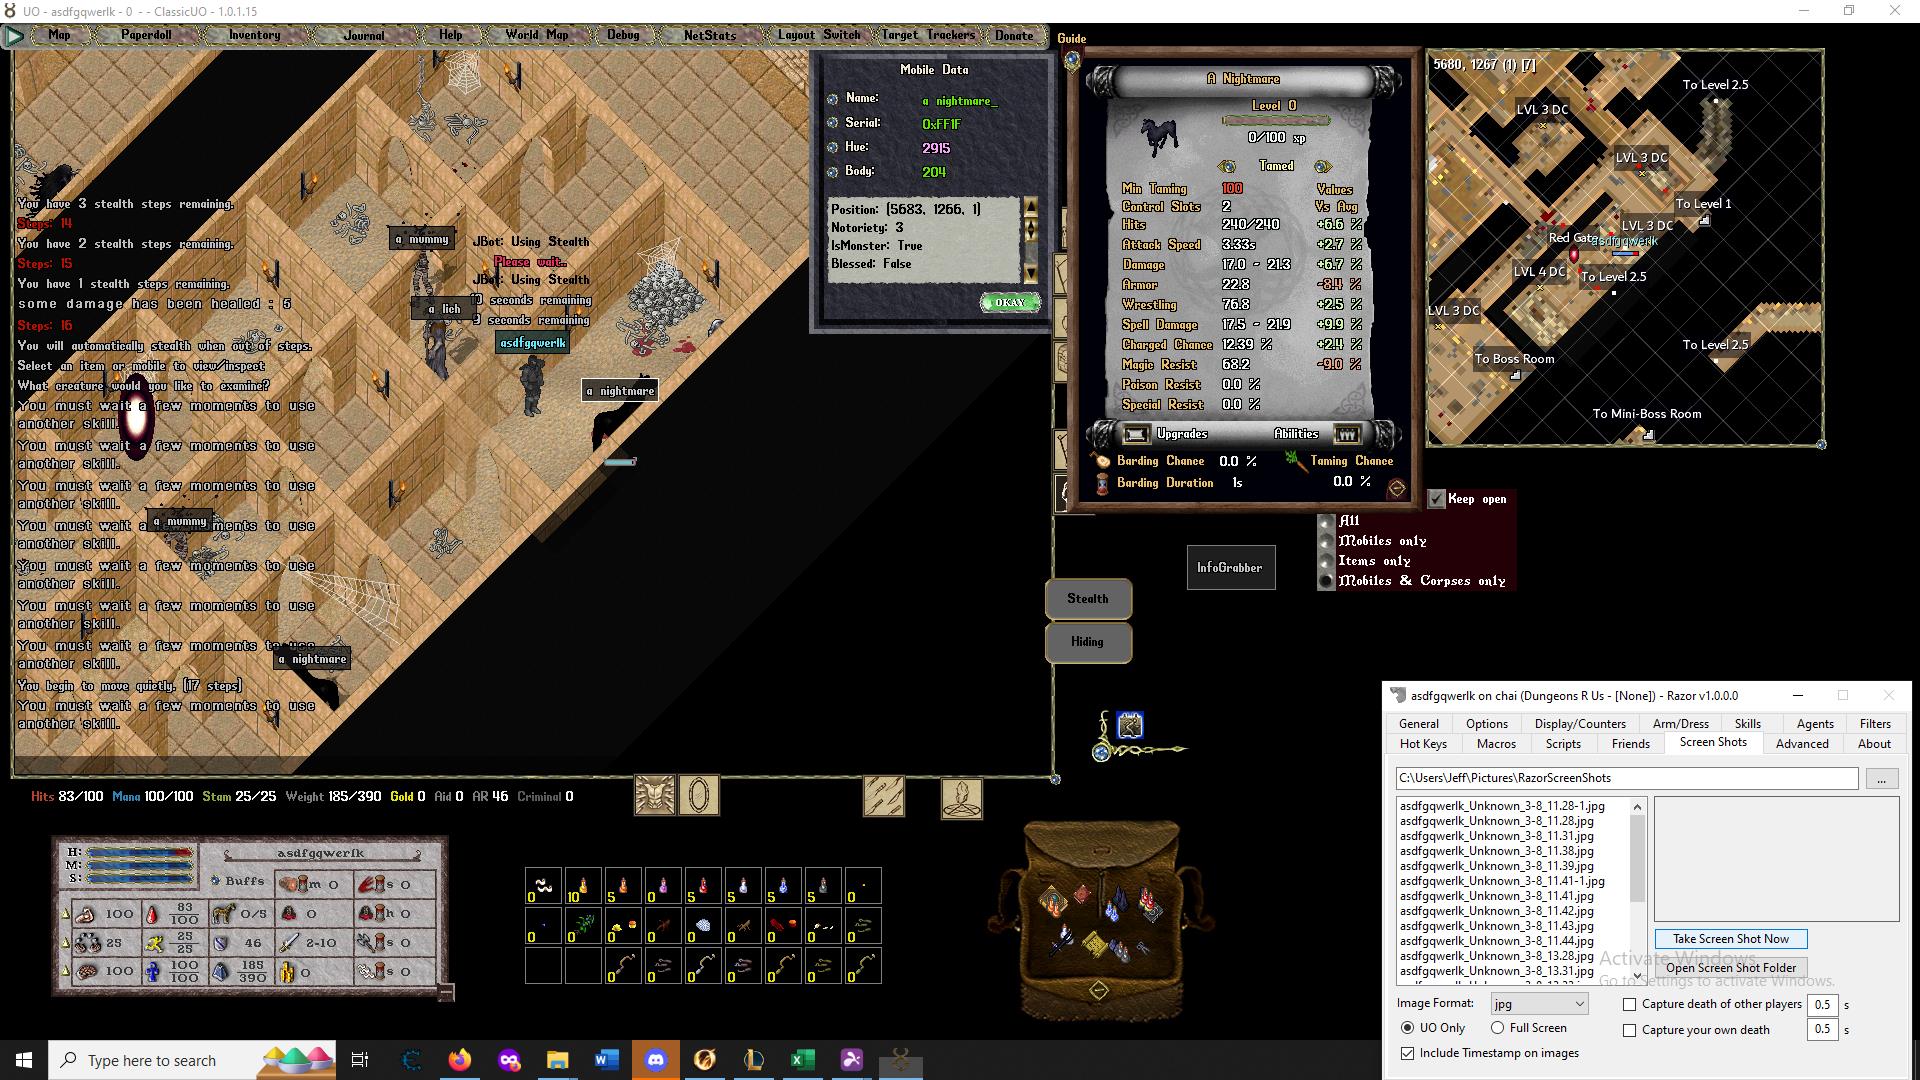 UO - asdfgqwerlk - 0 - - ClassicUO - 1.0.1.15
Map Paperdoll Inventory Journal Help World Map Debug NetStats Layout Switch Target Trackers Donate
Guide
You have 3 stealth steps remaining.
Steps: 14
You have 2 stealth steps remaining.
Steps: 15
You have 1 stealth steps remaining.
some damage has been healed : 5
Steps: 16
You will automatically stealth when out of steps.
Select an item or mobile to view/inspect
What creature would you like to examine?
You must wait a few moments to use
another skill.
You must wait a few moments to use
another skill.
You must wait a few moments to use
another skill.
You must wait a few moments to use
another skill.
You must wait a few moments to use
another skill.
You must wait a few moments to use
another skill.
You must wait a few moments to use
another skill.
You begin to move quietly. (17 steps)
You must wait a few moments to use
another skill.
a mummy
a lich
JBot: Using Stealth
Please wait..
JBot: Using Stealth
10 seconds remaining
9 seconds remaining
asdfgqwerlk
a nightmare
a mummy
a nightmare
Mobile Data
Name: a nightmare_
Serial: 0xFF1F
Hue: 2915
Body: 204
Position: (5683, 1266, 1)
Notoriety: 3
IsMonster: True
Blessed: False
OKAY
A Nightmare
Level 0
0/100 xp
Tamed
Min Taming 100 Values
Control Slots 2 Vs Avg
Hits 240/240 +6.6 %
Attack Speed 3.33s +2.7 %
Damage 17.0 - 21.3 +6.7 %
Armor 22.8 -8.4 %
Wrestling 76.8 +2.5 %
Spell Damage 17.5 - 21.9 +9.9 %
Charged Chance 12.39 % +2.4 %
Magic Resist 68.2 -9.0 %
Poison Resist 0.0 %
Special Resist 0.0 %
Upgrades Abilities
Barding Chance 0.0 % Taming Chance
Barding Duration 1s 0.0 %
5680, 1267 (1) [7]
To Level 2.5
LVL 3 DC
LVL 3 DC
To Level 1
LVL 3 DC
Red Gate
asdfgqwerlk
LVL 4 DC
To Level 2.5
LVL 3 DC
To Level 2.5
To Boss Room
To Mini-Boss Room
Keep open
All
Mobiles only
Items only
Mobiles & Corpses only
InfoGrabber
Stealth
Hiding
Hits 83/100 Mana 100/100 Stam 25/25 Weight 185/390 Gold 0 Aid 0 AR 46 Criminal 0
H:
M:
S:
asdfgqwerlk
Buffs m 0 s 0
100 83 100 0/5 0 h 0
25 25 25 46 2-10 s 0
100 100 100 185 390 0 s 0
0 10 5 0 5 5 5 0 0
0 0 0 0 0 0 0 0 0
0 0 0 0 0 0 0
asdfgqwerlk on chai (Dungeons R Us - [None]) - Razor v1.0.0.0
General Options Display/Counters Arm/Dress Skills Agents Filters
Hot Keys Macros Scripts Friends Screen Shots Advanced About
C:\Users\Jeff\Pictures\RazorScreenShots
...
asdfgqwerlk_Unknown_3-8_11.28-1.jpg
asdfgqwerlk_Unknown_3-8_11.28.jpg
asdfgqwerlk_Unknown_3-8_11.31.jpg
asdfgqwerlk_Unknown_3-8_11.38.jpg
asdfgqwerlk_Unknown_3-8_11.39.jpg
asdfgqwerlk_Unknown_3-8_11.41-1.jpg
asdfgqwerlk_Unknown_3-8_11.41.jpg
asdfgqwerlk_Unknown_3-8_11.42.jpg
asdfgqwerlk_Unknown_3-8_11.43.jpg
asdfgqwerlk_Unknown_3-8_11.44.jpg
asdfgqwerlk_Unknown_3-8_13.28.jpg
asdfgqwerlk_Unknown_3-8_13.31.jpg
Take Screen Shot Now
Open Screen Shot Folder
Activate Windows
Go to Settings to activate Windows.
Image Format: jpg
Capture death of other players 0.5 s
UO Only Full Screen
Capture your own death 0.5 s
Include Timestamp on images
Type here to search